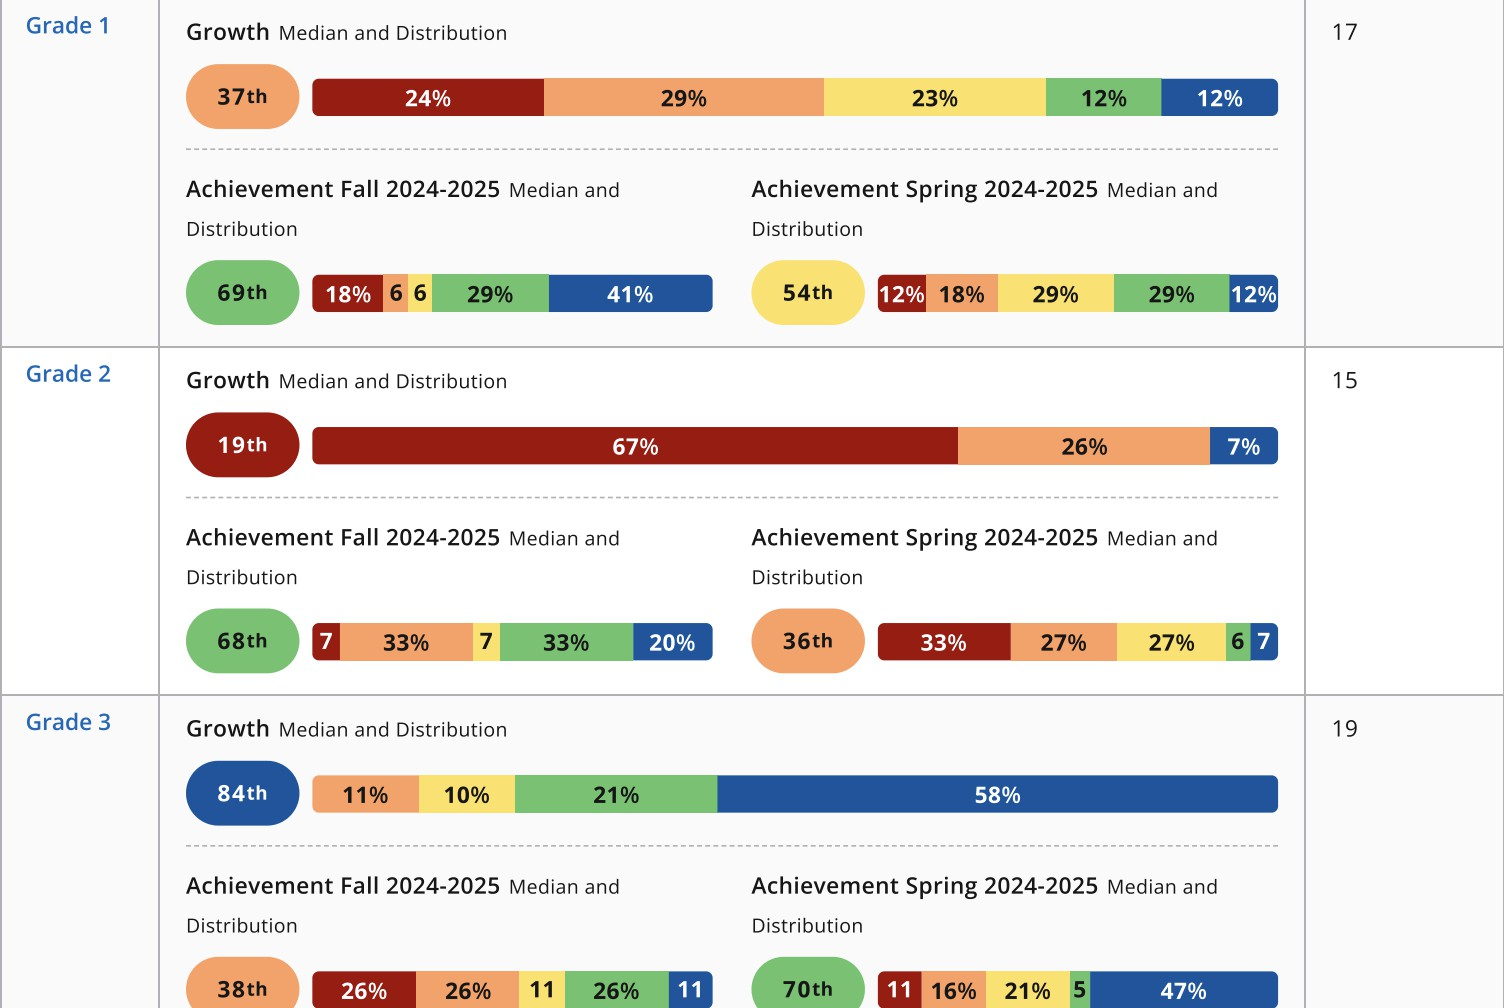 Grade 1
Growth Median and Distribution
17
37th 24% 29% 23% 12% 12%
Achievement Fall 2024-2025 Median and
Distribution
69th 18% 6 6 29% 41%
Achievement Spring 2024-2025 Median and
Distribution
54th 12% 18% 29% 29% 12%
Grade 2
Growth Median and Distribution
15
19th 67% 26% 7%
Achievement Fall 2024-2025 Median and
Distribution
68th 7 33% 7 33% 20%
Achievement Spring 2024-2025 Median and
Distribution
36th 33% 27% 27% 6 7
Grade 3
Growth Median and Distribution
19
84th 11% 10% 21% 58%
Achievement Fall 2024-2025 Median and
Distribution
38th 26% 26% 11 26% 11
Achievement Spring 2024-2025 Median and
Distribution
70th 11 16% 21% 5 47%